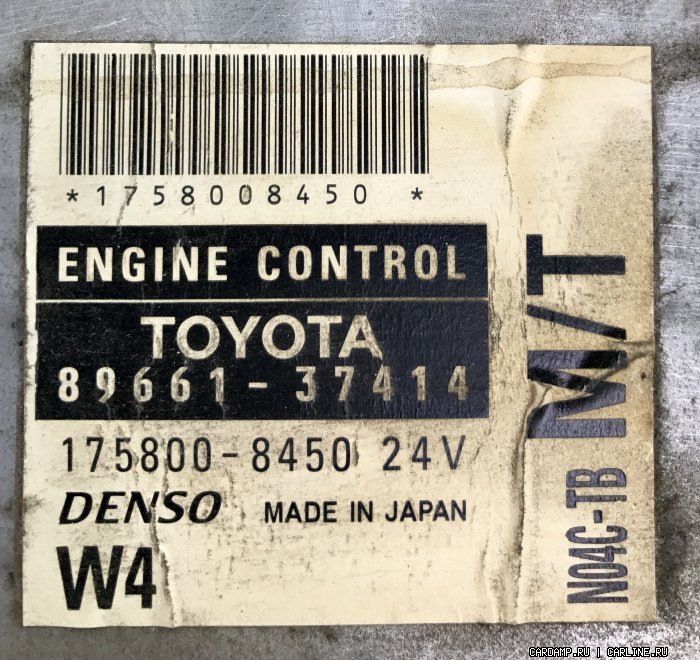 *1758008450 *
ENGINE CONTROL
TOYOTA
89661-37414
175800-8450 24V
DENSO MADE IN JAPAN
W4
N04C-TB M/T
CARDAMP.RU | CARLINE.RU